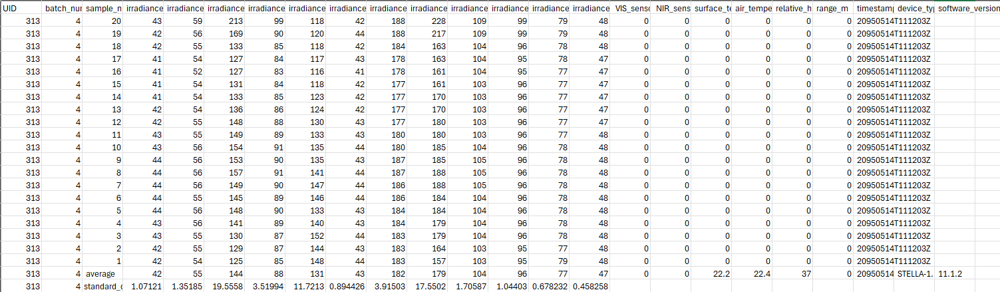 UID batch_nu sample_n irradiance irradiance irradiance irradiance irradiance irradiance irradiance irradiance irradiance irradiance irradiance irradiance VIS_sens NIR_sens surface_te air_tempe relative_h range_m timestam device_ty software_version
313 4 20 43 59 213 99 118 42 188 228 109 99 79 48 0 0 0 0 0 0 20950514T111203Z
313 4 19 42 56 169 90 120 44 188 217 109 99 79 48 0 0 0 0 0 0 20950514T111203Z
313 4 18 42 55 133 85 118 42 184 163 104 96 78 48 0 0 0 0 0 0 20950514T111203Z
313 4 17 41 54 127 84 117 43 178 163 104 95 78 47 0 0 0 0 0 0 20950514T111203Z
313 4 16 41 52 127 83 116 41 178 161 103 95 77 47 0 0 0 0 0 0 20950514T111203Z
313 4 15 41 54 131 84 118 42 177 161 103 96 77 47 0 0 0 0 0 0 20950514T111203Z
313 4 14 41 54 133 85 123 42 177 170 103 96 77 47 0 0 0 0 0 0 20950514T111203Z
313 4 13 42 54 136 86 124 42 177 170 103 96 77 47 0 0 0 0 0 0 20950514T111203Z
313 4 12 42 55 148 88 130 43 177 180 103 96 77 47 0 0 0 0 0 0 20950514T111203Z
313 4 11 43 55 149 89 133 43 180 180 103 96 77 48 0 0 0 0 0 0 20950514T111203Z
313 4 10 43 56 154 91 135 44 180 185 104 96 78 48 0 0 0 0 0 0 20950514T111203Z
313 4 9 44 56 153 90 135 43 187 185 105 96 78 48 0 0 0 0 0 0 20950514T111203Z
313 4 8 44 56 157 91 141 44 187 188 105 96 78 48 0 0 0 0 0 0 20950514T111203Z
313 4 7 44 56 149 90 147 44 186 188 105 96 78 48 0 0 0 0 0 0 20950514T111203Z
313 4 6 44 55 145 89 146 44 186 184 104 96 78 48 0 0 0 0 0 0 20950514T111203Z
313 4 5 44 56 148 90 133 43 184 184 104 96 78 48 0 0 0 0 0 0 20950514T111203Z
313 4 4 43 56 141 89 140 43 184 179 104 96 78 48 0 0 0 0 0 0 20950514T111203Z
313 4 3 43 55 130 87 152 44 183 179 104 96 78 48 0 0 0 0 0 0 20950514T111203Z
313 4 2 42 55 129 87 144 43 183 164 103 95 77 48 0 0 0 0 0 0 20950514T111203Z
313 4 1 42 54 125 85 148 44 183 157 103 95 79 48 0 0 0 0 0 0 20950514T111203Z
313 4 average 42 55 144 88 131 43 182 179 104 96 77 47 0 0 22.2 22.4 37 0 20950514 STELLA-1. 11.1.2
313 4 standard_d 1.07121 1.35185 19.5558 3.51994 11.7213 0.894426 3.91503 17.5502 1.70587 1.04403 0.678232 0.458258